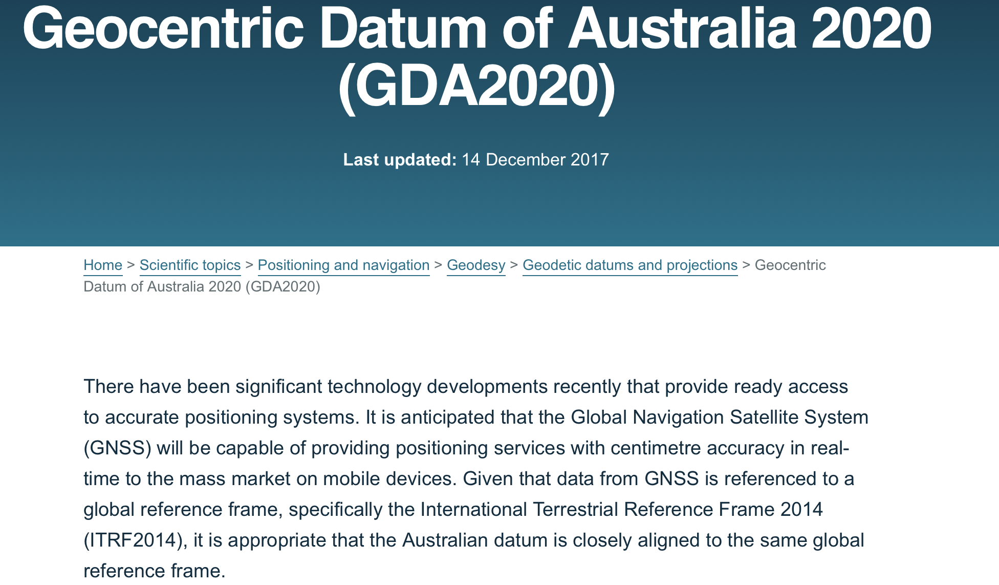 Geocentric Datum of Australia 2020
(GDA2020)
Last updated: 14 December 2017
Home > Scientific topics > Positioning and navigation > Geodesy > Geodetic datums and projections > Geocentric
Datum of Australia 2020 (GDA2020)
There have been significant technology developments recently that provide ready access
to accurate positioning systems. It is anticipated that the Global Navigation Satellite System
(GNSS) will be capable of providing positioning services with centimetre accuracy in real-
time to the mass market on mobile devices. Given that data from GNSS is referenced to a
global reference frame, specifically the International Terrestrial Reference Frame 2014
(ITRF2014), it is appropriate that the Australian datum is closely aligned to the same global
reference frame.